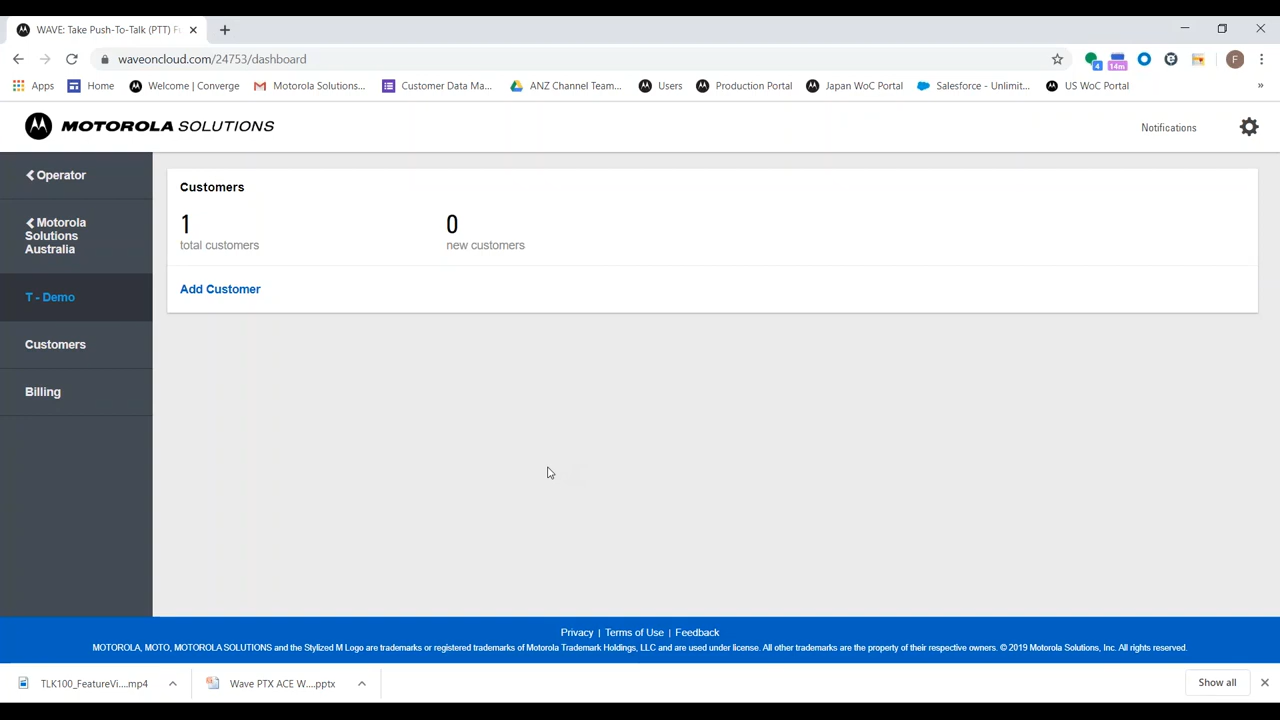 WAVE: Take Push-To-Talk (PTT) F
waveoncloud.com/24753/dashboard
4
14m
F
Apps
Home
Welcome | Converge
Motorola Solutions...
Customer Data Ma...
ANZ Channel Team...
Users
Production Portal
Japan WoC Portal
Salesforce - Unlimit...
US WoC Portal
»
MOTOROLA SOLUTIONS
Notifications
Operator
Motorola
Solutions
Australia
T - Demo
Customers
Billing
Customers
1
total customers
0
new customers
Add Customer
Privacy | Terms of Use | Feedback
MOTOROLA, MOTO, MOTOROLA SOLUTIONS and the Stylized M Logo are trademarks or registered trademarks of Motorola Trademark Holdings, LLC and are used under license. All other trademarks are the property of their respective owners. © 2019 Motorola Solutions, Inc. All rights reserved.
TLK100_FeatureVi....mp4
Wave PTX ACE W....pptx
Show all